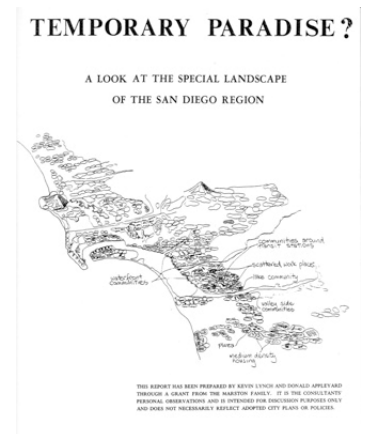 TEMPORARY PARADISE?
A LOOK AT THE SPECIAL LANDSCAPE
OF THE SAN DIEGO REGION
communities around
transit stations
scattered work places
lake community
waterfront
communities
valley side
communities
?
places
medium density
housing
THIS REPORT HAS BEEN PREPARED BY KEVIN LYNCH AND DONALD APPLEYARD
THROUGH A GRANT FROM THE MARSTON FAMILY. IT IS THE CONSULTANTS
PERSONAL OBSERVATIONS AND IS INTENDED FOR DISCUSSION PURPOSES ONLY
AND DOES NOT NECESSARILY REFLECT ADOPTED CITY PLANS OR POLICIES.